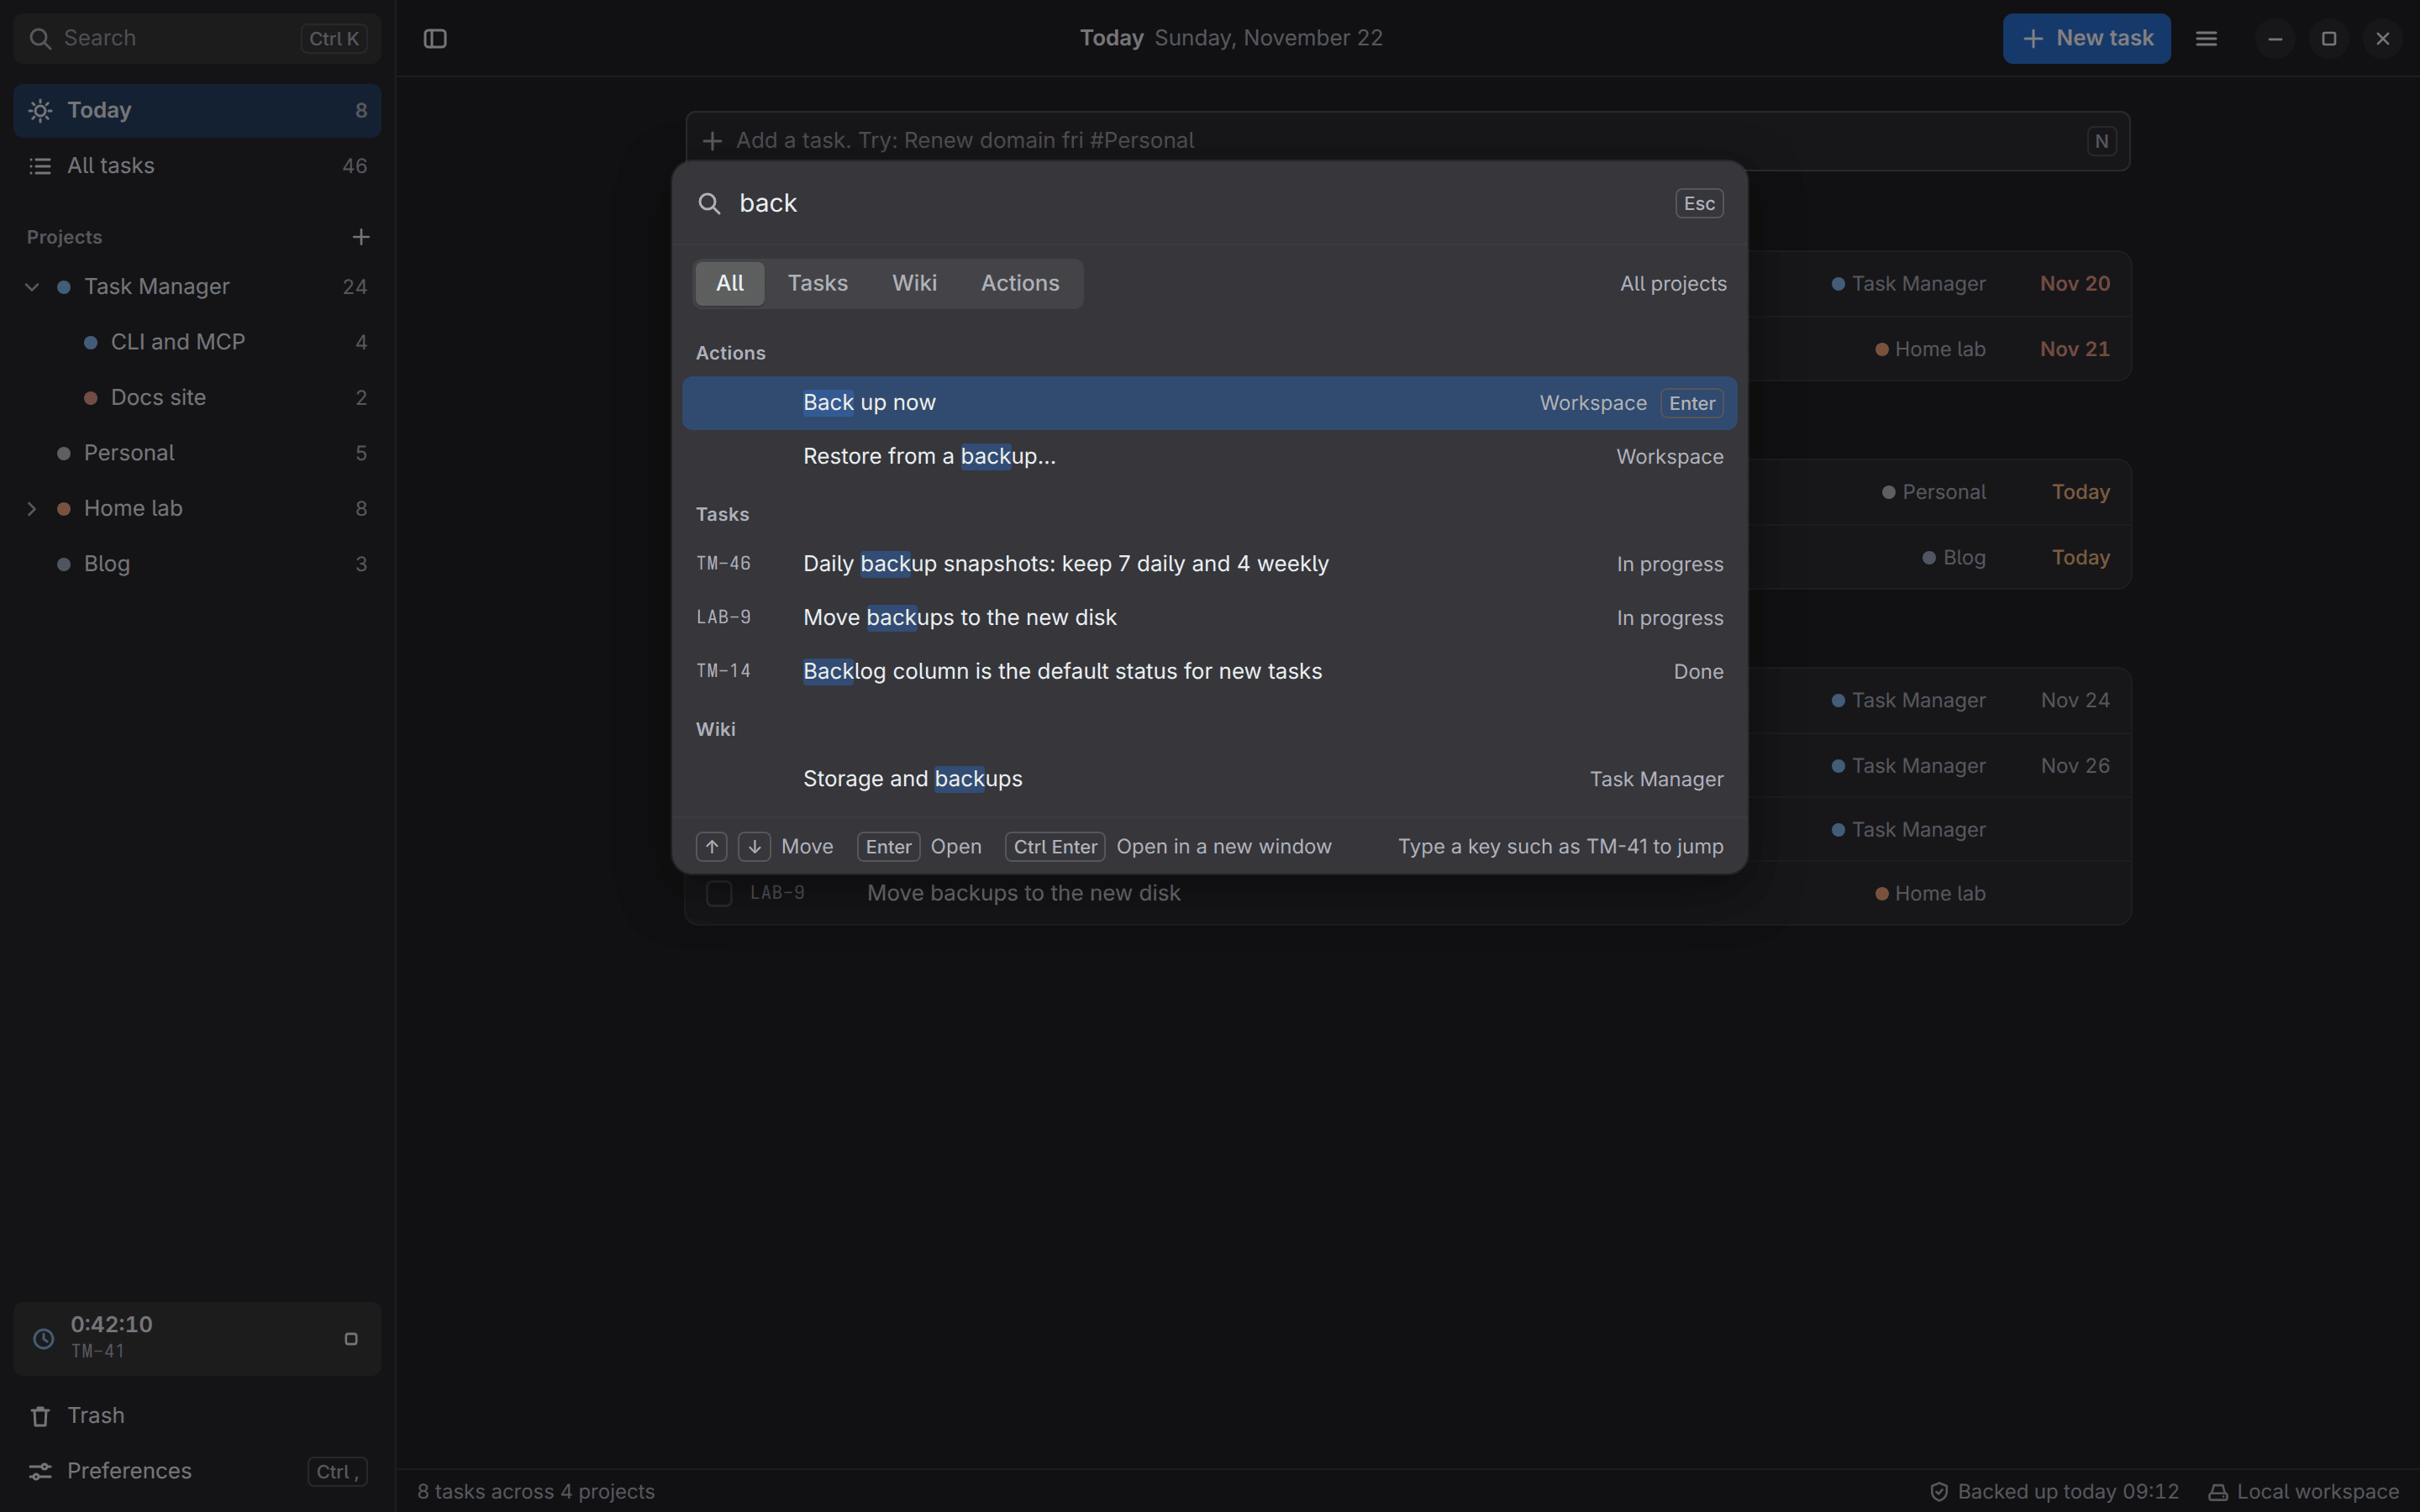 Search Ctrl K
Today 8
All tasks 46
Projects
Task Manager 24
CLI and MCP 4
Docs site 2
Personal 5
Home lab 8
Blog 3
0:42:10
TM-41
Trash
Preferences Ctrl ,
Today Sunday, November 22
New task
Add a task. Try: Renew domain fri #Personal N
back Esc
All Tasks Wiki Actions All projects
Actions
Back up now Workspace Enter
Restore from a backup... Workspace
Tasks
TM-46 Daily backup snapshots: keep 7 daily and 4 weekly In progress
LAB-9 Move backups to the new disk In progress
TM-14 Backlog column is the default status for new tasks Done
Wiki
Storage and backups Task Manager
↑ ↓ Move Enter Open Ctrl Enter Open in a new window Type a key such as TM-41 to jump
Task Manager Nov 20
Home lab Nov 21
Personal Today
Blog Today
Task Manager Nov 24
Task Manager Nov 26
Task Manager
LAB-9 Move backups to the new disk Home lab
8 tasks across 4 projects
Backed up today 09:12 Local workspace